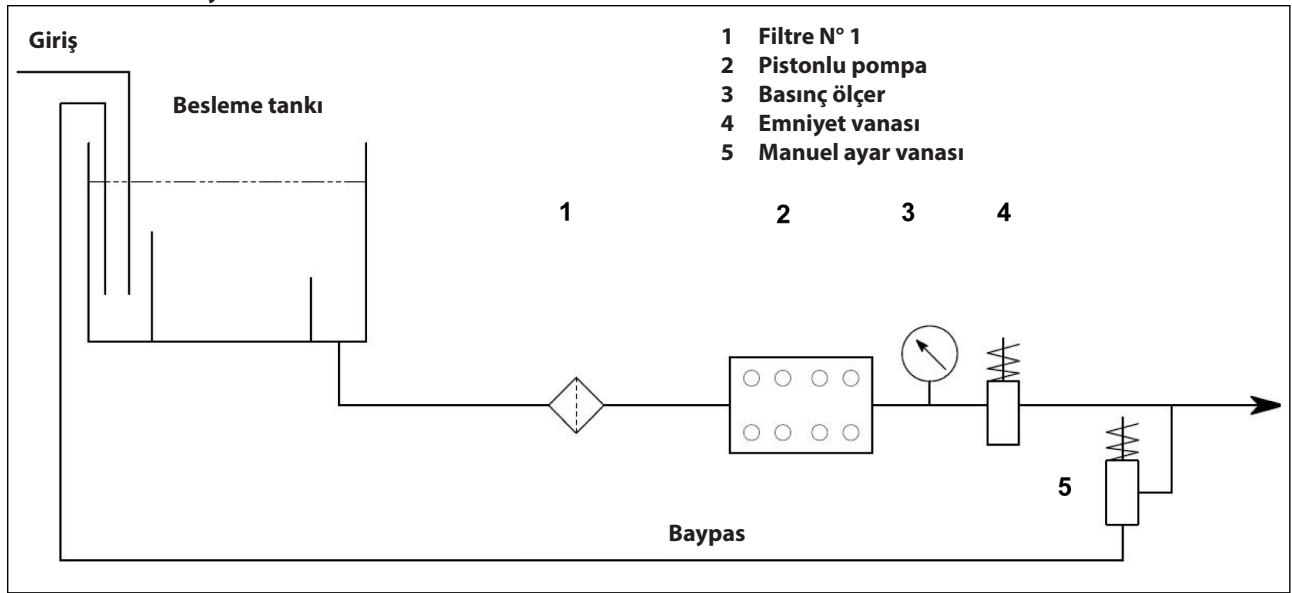 Giriş
Besleme tankı
1 Filtre N° 1
2 Pistonlu pompa
3 Basınç ölçer
4 Emniyet vanası
5 Manuel ayar vanası
1 2 3 4
5
Baypas